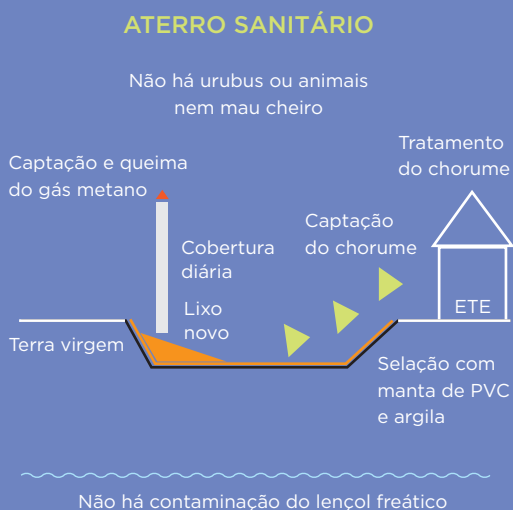 ATERRO SANITÁRIO
Não há urubus ou animais
nem mau cheiro
Captação e queima
do gás metano
Tratamento
do chorume
Captação
do chorume
Cobertura
diária
Lixo
novo
ETE
Terra virgem
Selação com
manta de PVC
e argila
Não há contaminação do lençol freático